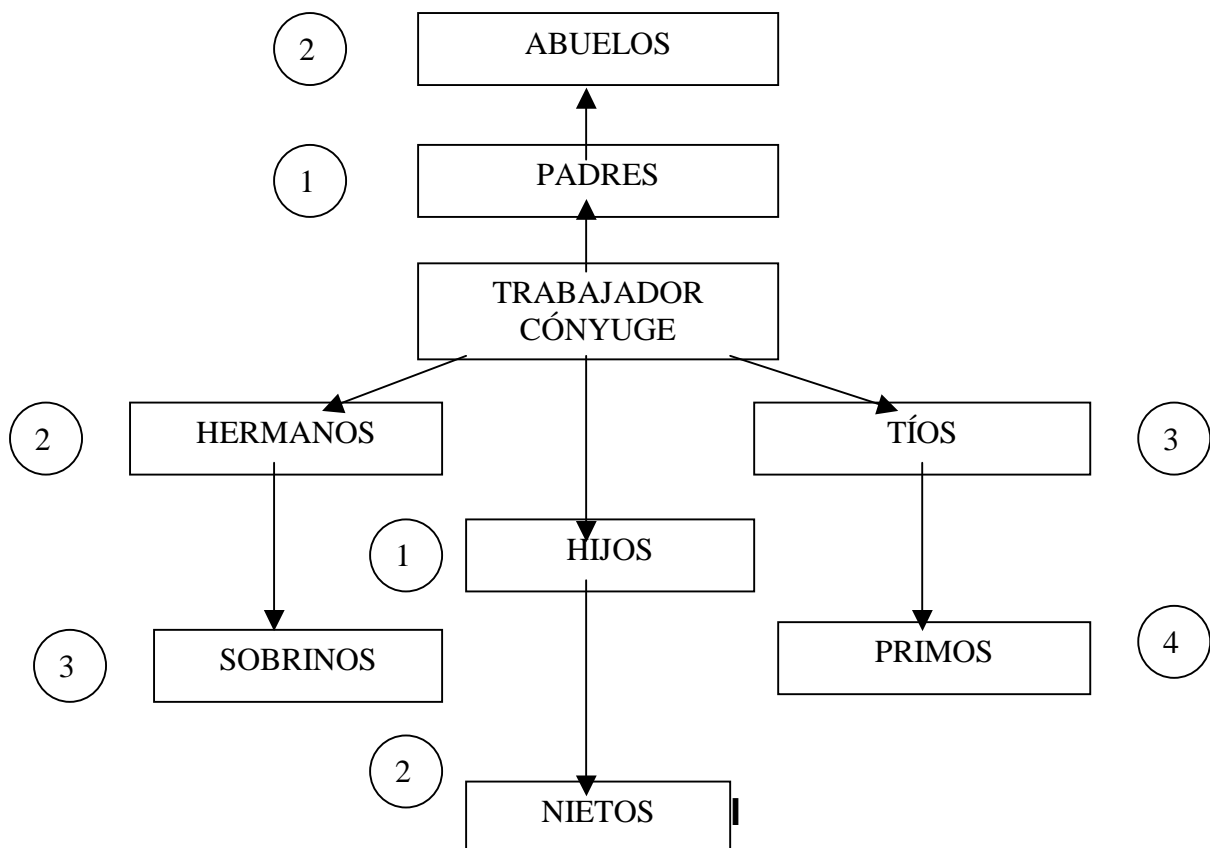 2
ABUELOS
1
PADRES
TRABAJADOR
CÓNYUGE
2
HERMANOS
TÍOS
3
1
HIJOS
3
SOBRINOS
PRIMOS
4
2
NIETOS